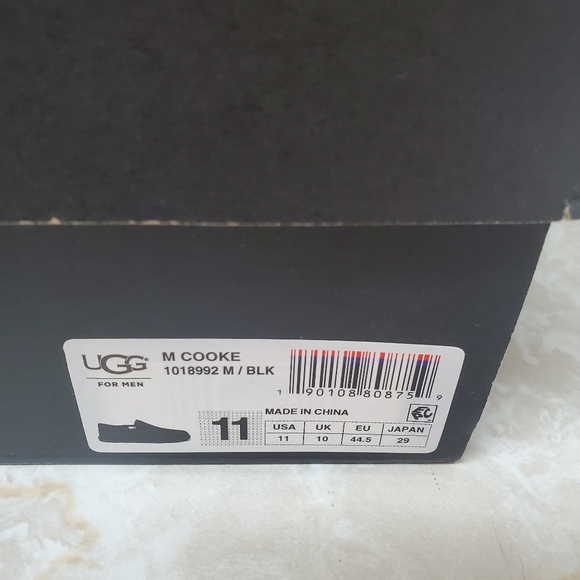 UGG
FOR MEN
M COOKE
1018992 M / BLK
1 90108 80875 9
MADE IN CHINA
11
USA UK EU JAPAN
11 10 44.5 29